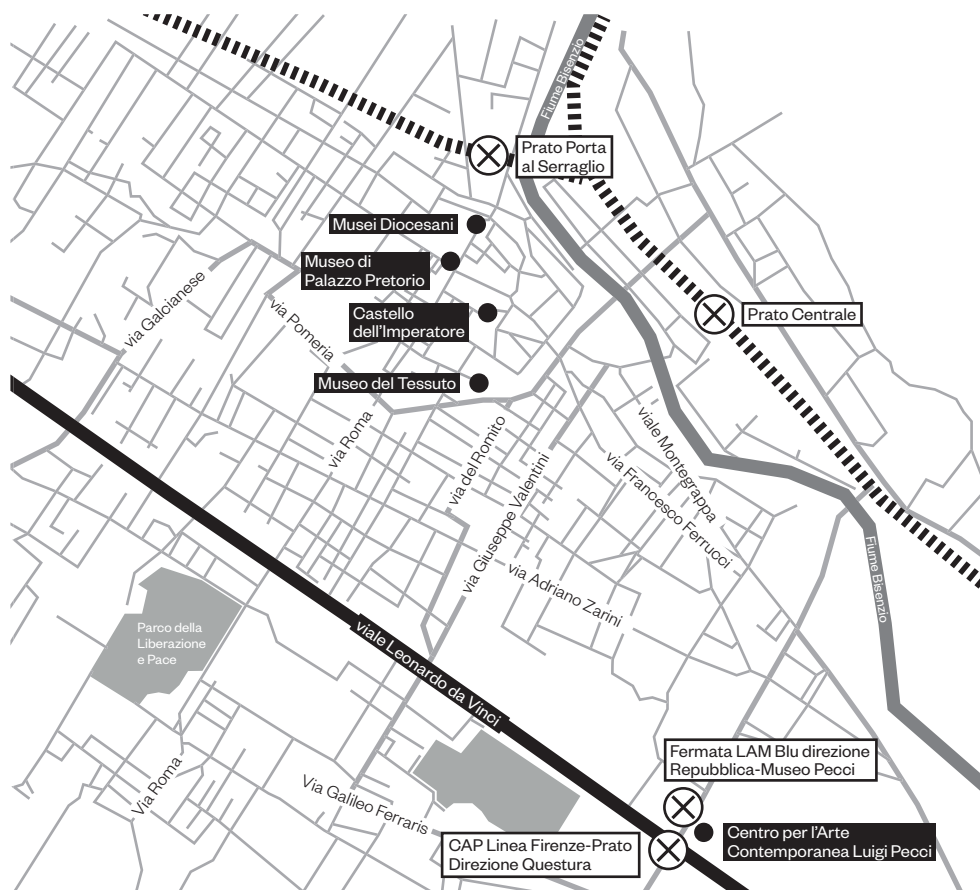 Fiume Bisenzio
Prato Porta
al Serraglio
Musei Diocesani
Museo di
Palazzo Pretorio
via Galcianese
via Pomeria
Castello
dell'Imperatore
Prato Centrale
Museo del Tessuto
via Roma
via del Romito
via Giuseppe Valentini
viale Montegrappa
via Francesco Ferrucci
Fiume Bisenzio
via Adriano Zarini
Parco della
Liberazione
e Pace
viale Leonardo da Vinci
Via Roma
Via Galileo Ferraris
Fermata LAM Blu direzione
Repubblica-Museo Pecci
CAP Linea Firenze-Prato
Direzione Questura
Centro per l'Arte
Contemporanea Luigi Pecci